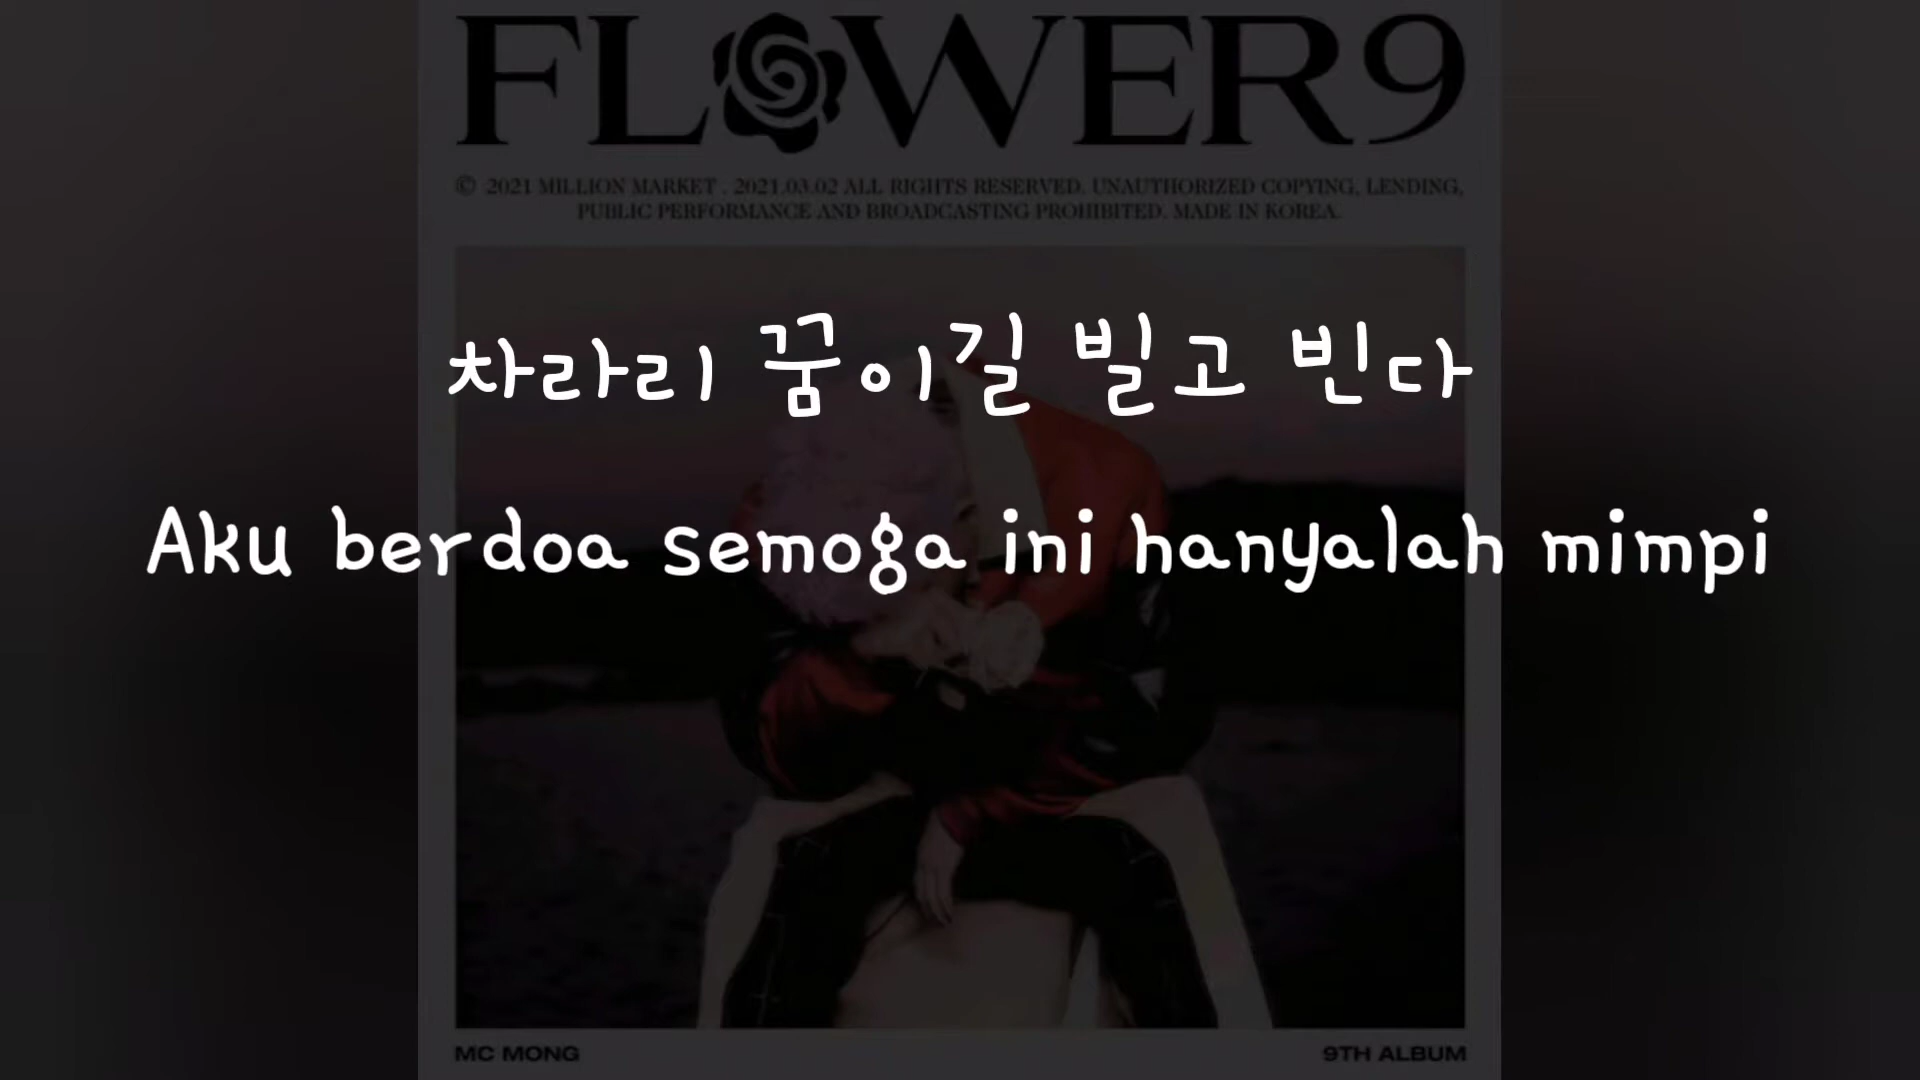 FLOWER9
© 2021 MILLION MARKET . 2021.03.02 ALL RIGHTS RESERVED. UNAUTHORIZED COPYING, LENDING,
PUBLIC PERFORMANCE AND BROADCASTING PROHIBITED. MADE IN KOREA.
차라리 꿈이길 빌고 빈다
Aku berdoa semoga ini hanyalah mimpi
MC MONG
9TH ALBUM